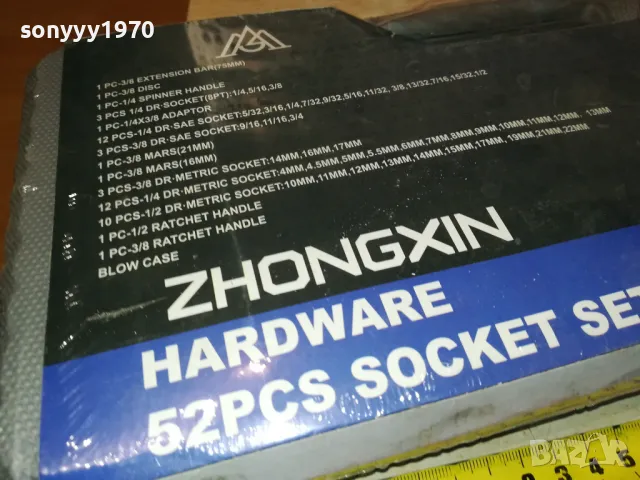 sonyyy1970
1 PC-3/8 EXTENSION BAR(75MM)
1 PC-3/8 DISC
1 PC-1/4 SPINNER HANDLE
3 PCS 1/4 DR·SOCKET(8PT):1/4,5/16,3/8
1 PC-1/4X3/8 ADAPTOR
12 PCS-1/4 DR·SAE SOCKET:5/32,3/16,1/4,7/32,9/32,5/16,11/32, 3/8,13/32,7/16,15/32,1/2
3 PCS-3/8 DR·SAE SOCKET:9/16,11/16,3/4
1 PC-3/8 MARS(21MM)
1 PC-3/8 MARS(16MM)
3 PCS-3/8 DR·METRIC SOCKET:14MM,16MM,17MM
12 PCS-1/4 DR·METRIC SOCKET:4MM,4.5MM,5MM,5.5MM,6MM,7MM,8MM,9MM,10MM,11MM,12MM, 13MM
10 PCS-1/2 DR·METRIC SOCKET:10MM,11MM,12MM,13MM,14MM,15MM,17MM, 19MM,21MM,22MM
1 PC-1/2 RATCHET HANDLE
1 PC-3/8 RATCHET HANDLE
BLOW CASE
ZHONGXIN
HARDWARE
52PCS SOCKET SET
BAZAR
1 2 3 4 5